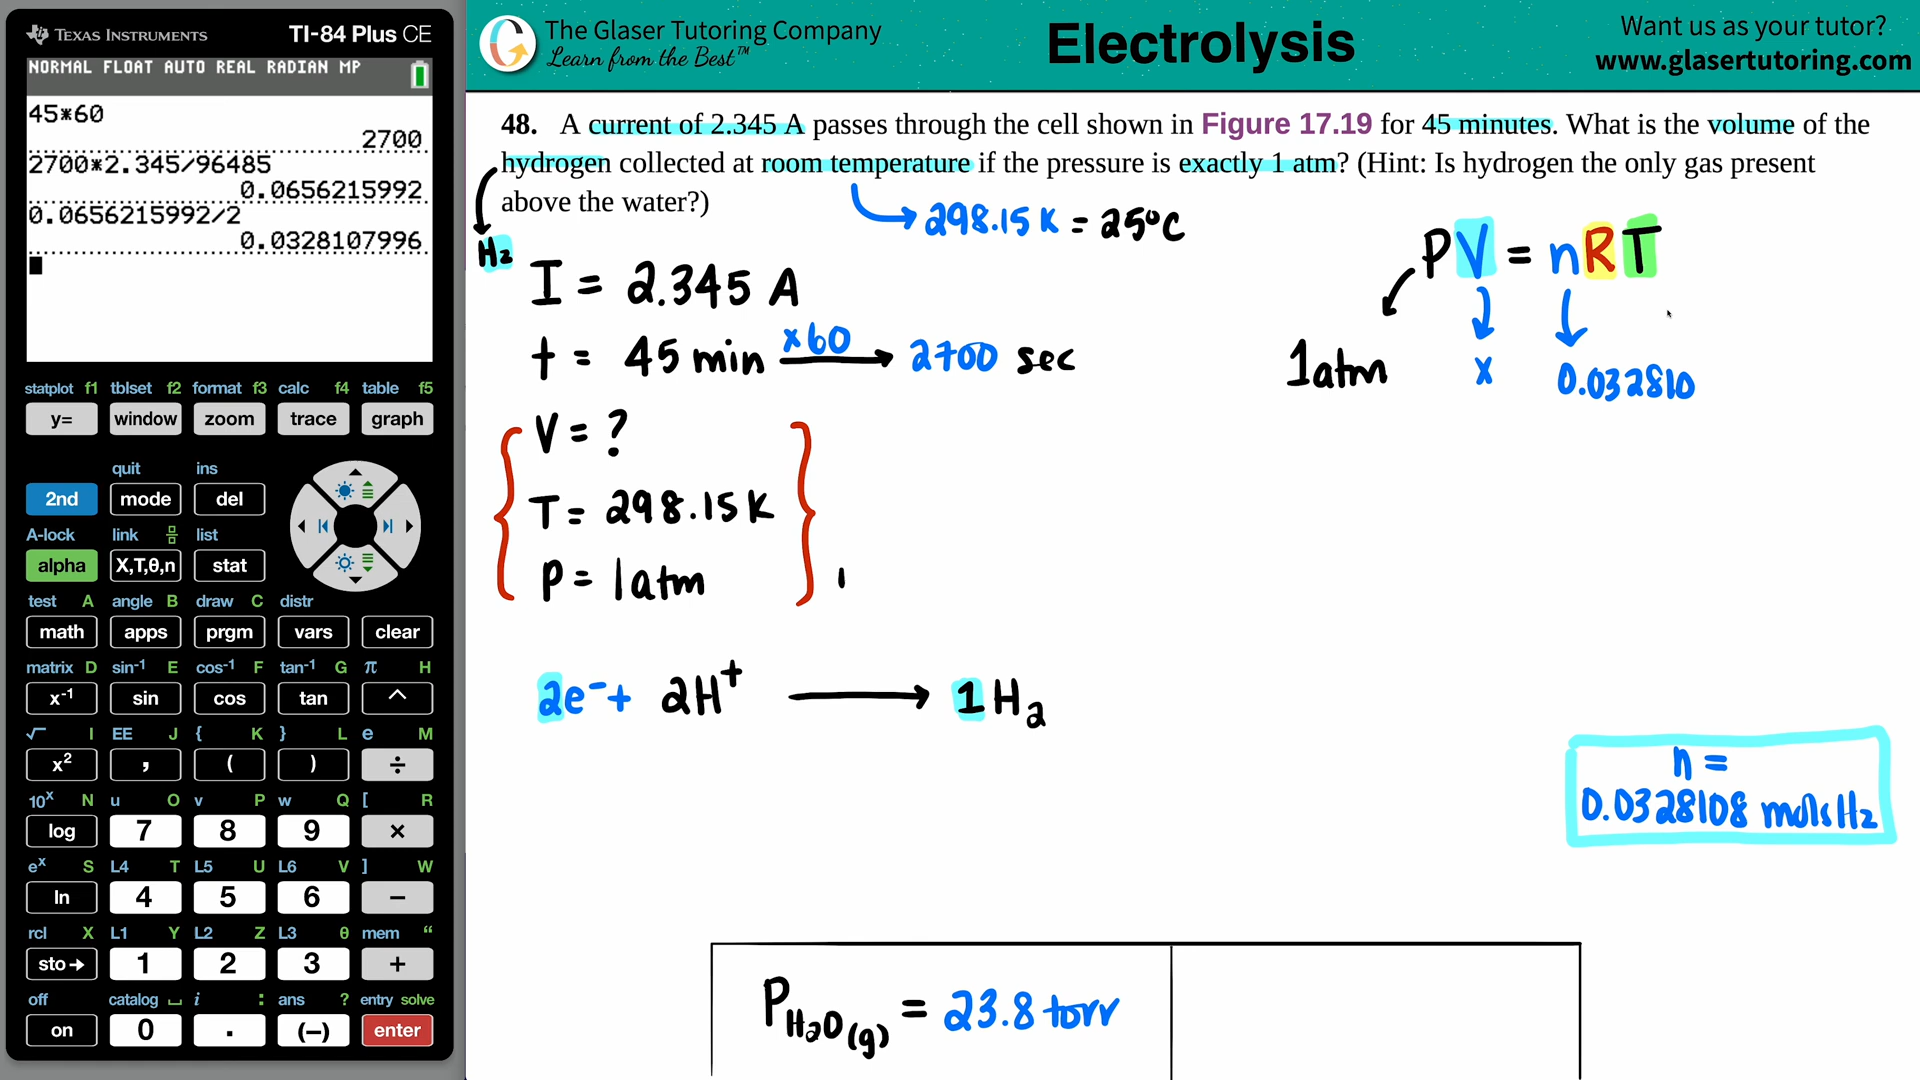 TEXAS INSTRUMENTS TI-84 Plus CE
NORMAL FLOAT AUTO REAL RADIAN MP
45*60
2700
2700*2.345/96485
0.0656215992
0.0656215992/2
0.0328107996
statplot f1 tblset f2 format f3 calc f4 table f5
y= window zoom trace graph
quit ins
2nd mode del
A-lock link list
alpha X,T,θ,n stat
test A angle B draw C distr
math apps prgm vars clear
matrix D sin⁻¹ E cos⁻¹ F tan⁻¹ G π H
x⁻¹ sin cos tan ^
√ I EE J { K } L e M
x² , ( ) ÷
10ˣ N u O v P w Q [ R
log 7 8 9 ×
eˣ S L4 T L5 U L6 V ] W
ln 4 5 6 −
rcl X L1 Y L2 Z L3 θ mem "
sto→ 1 2 3 +
off catalog ⎵ i : ans ? entry solve
on 0 . (−) enter
The Glaser Tutoring Company
Learn from the Best™
Electrolysis
Want us as your tutor?
www.glasertutoring.com
48. A current of 2.345 A passes through the cell shown in Figure 17.19 for 45 minutes. What is the volume of the
hydrogen collected at room temperature if the pressure is exactly 1 atm? (Hint: Is hydrogen the only gas present
above the water?)
298.15 K = 25°C
H₂
I = 2.345 A
t = 45 min ×60 → 2700 sec
V = ?
T = 298.15 K
P = 1 atm
2e⁻ + 2H⁺ → 1 H₂
PV = nRT
1 atm x 0.032810
n =
0.0328108 mols H₂
P H₂O(g) = 23.8 torr